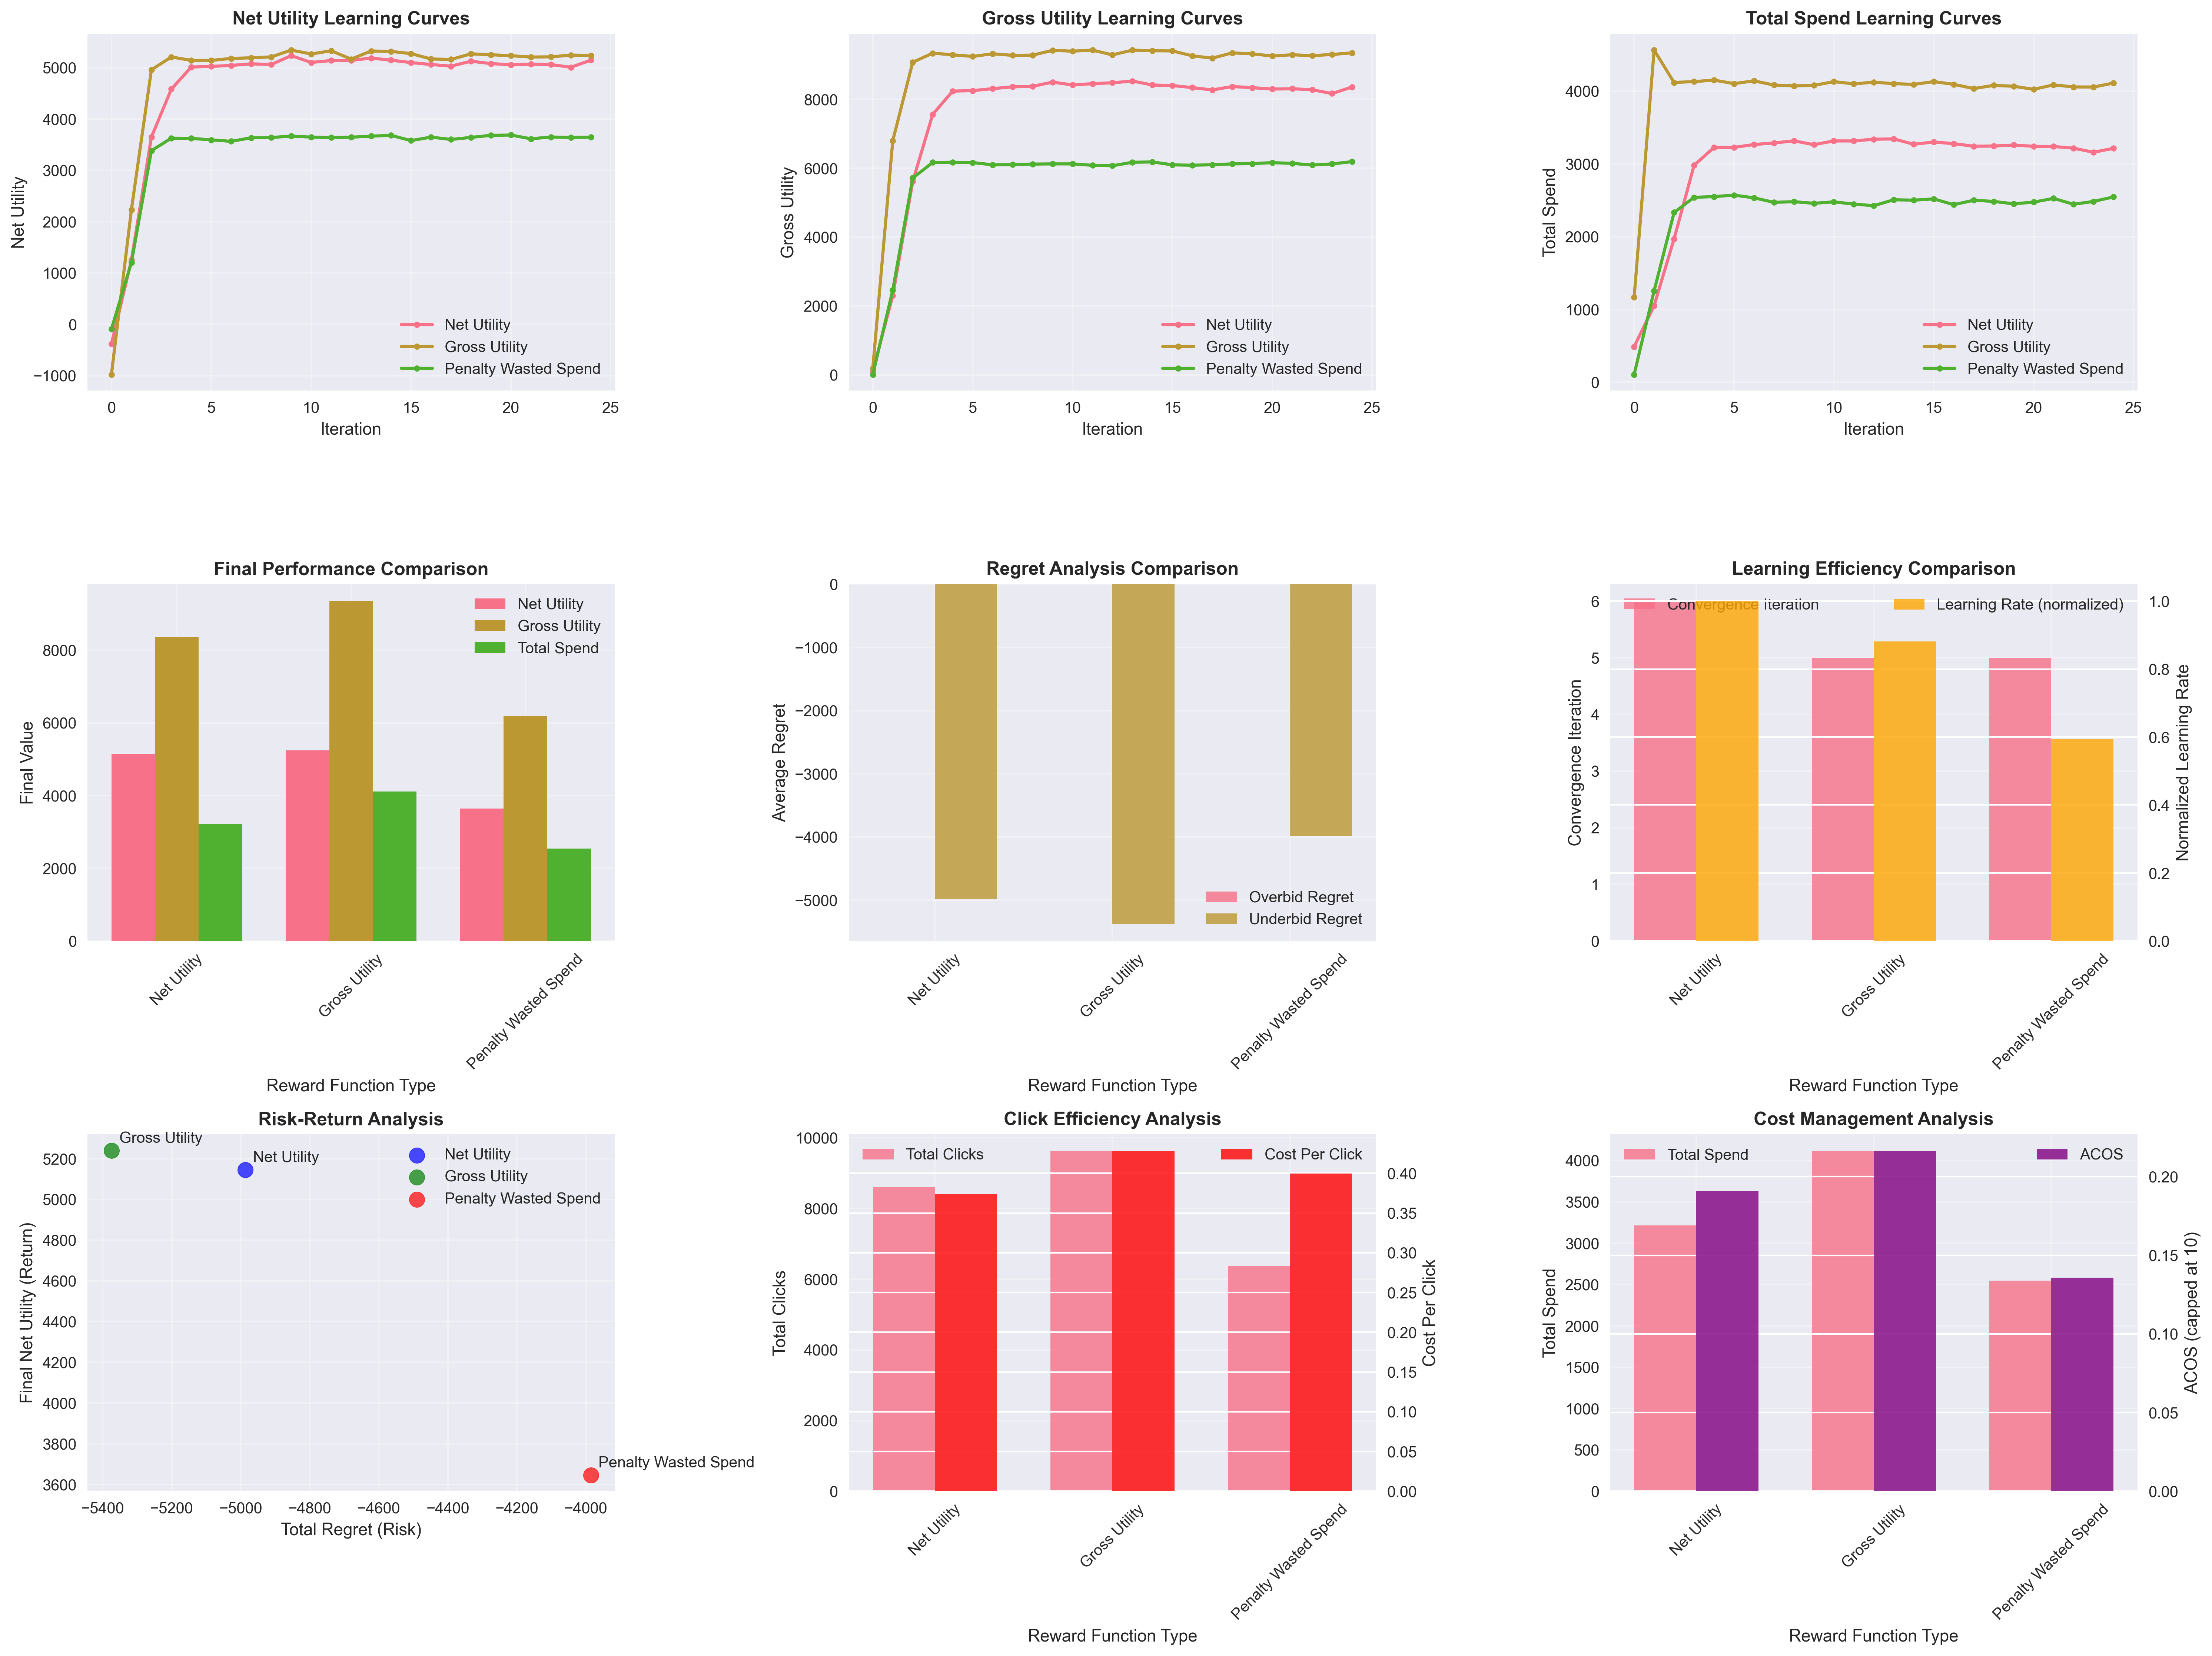 Net Utility Learning Curves
Net Utility
5000
4000
3000
2000
1000
0
−1000
Net Utility
Gross Utility
Penalty Wasted Spend
0 5 10 15 20 25
Iteration
Gross Utility Learning Curves
Gross Utility
8000
6000
4000
2000
0
Net Utility
Gross Utility
Penalty Wasted Spend
0 5 10 15 20 25
Iteration
Total Spend Learning Curves
Total Spend
4000
3000
2000
1000
0
Net Utility
Gross Utility
Penalty Wasted Spend
0 5 10 15 20 25
Iteration
Final Performance Comparison
Final Value
8000
6000
4000
2000
0
Net Utility
Gross Utility
Total Spend
Net Utility
Gross Utility
Penalty Wasted Spend
Reward Function Type
Regret Analysis Comparison
Average Regret
0
−1000
−2000
−3000
−4000
−5000
Overbid Regret
Underbid Regret
Net Utility
Gross Utility
Penalty Wasted Spend
Reward Function Type
Learning Efficiency Comparison
Convergence Iteration
6
5
4
3
2
1
0
Convergence Iteration
Learning Rate (normalized)
1.0
0.8
0.6
0.4
0.2
0.0
Normalized Learning Rate
Net Utility
Gross Utility
Penalty Wasted Spend
Reward Function Type
Risk-Return Analysis
Final Net Utility (Return)
5200
5000
4800
4600
4400
4200
4000
3800
3600
Gross Utility
Net Utility
Penalty Wasted Spend
Net Utility
Gross Utility
Penalty Wasted Spend
−5400 −5200 −5000 −4800 −4600 −4400 −4200 −4000
Total Regret (Risk)
Click Efficiency Analysis
Total Clicks
10000
8000
6000
4000
2000
0
Total Clicks
Cost Per Click
0.40
0.35
0.30
0.25
0.20
0.15
0.10
0.05
0.00
Cost Per Click
Net Utility
Gross Utility
Penalty Wasted Spend
Reward Function Type
Cost Management Analysis
Total Spend
4000
3500
3000
2500
2000
1500
1000
500
0
Total Spend
ACOS
0.20
0.15
0.10
0.05
0.00
ACOS (capped at 10)
Net Utility
Gross Utility
Penalty Wasted Spend
Reward Function Type